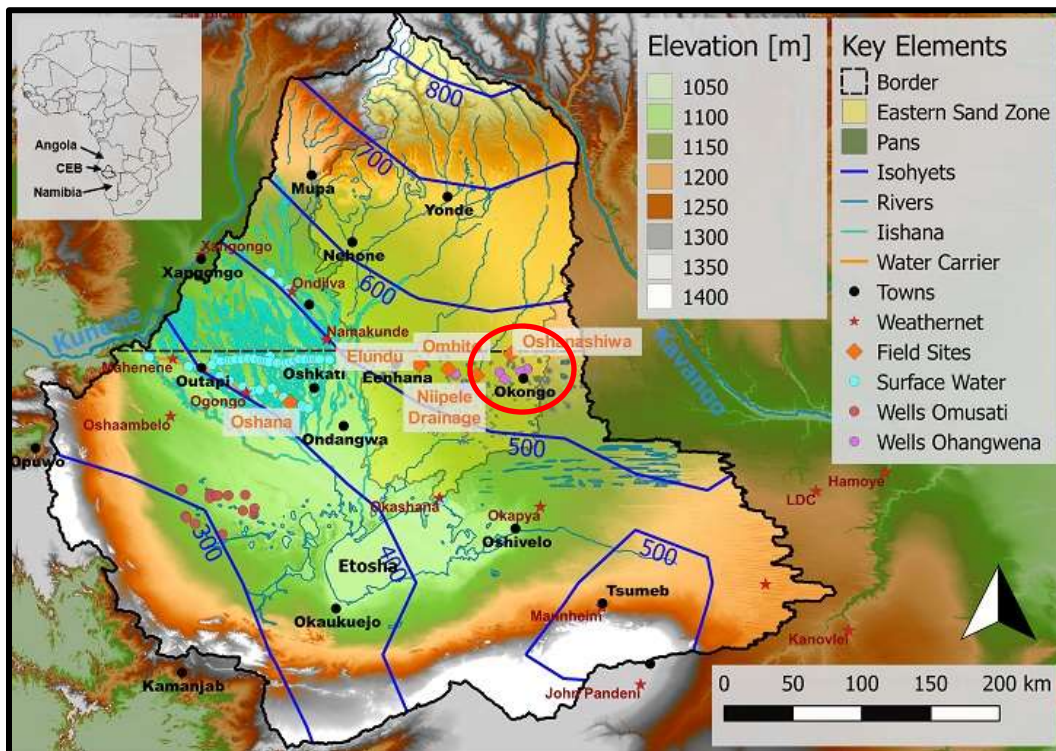 Angola
CEB
Namibia
Elevation [m]
1050
1100
1150
1200
1250
1300
1350
1400
Key Elements
Border
Eastern Sand Zone
Pans
Isohyets
Rivers
Iishana
Water Carrier
Towns
Weathernet
Field Sites
Surface Water
Wells Omusati
Wells Ohangwena
800
700
Mupa
Yonde
Nehone
Xangongo
Xangongo
Ondjiva
600
Kunene
Namakunde
Kavango
Oshanashiwa
Elundu
Mahenene
Outapi
Oshkati
Eenhana
Okongo
Ogongo
Niipele
Drainage
Oshaambelo
Oshana
Ondangwa
500
Opuwo
Okashana
Okapya
LDC
Hamoye
Oshivelo
300
400
500
Etosha
Tsumeb
Mannheim
Okaukuejo
Kanovlei
Kamanjab
John Pandeni
0 50 100 150 200 km